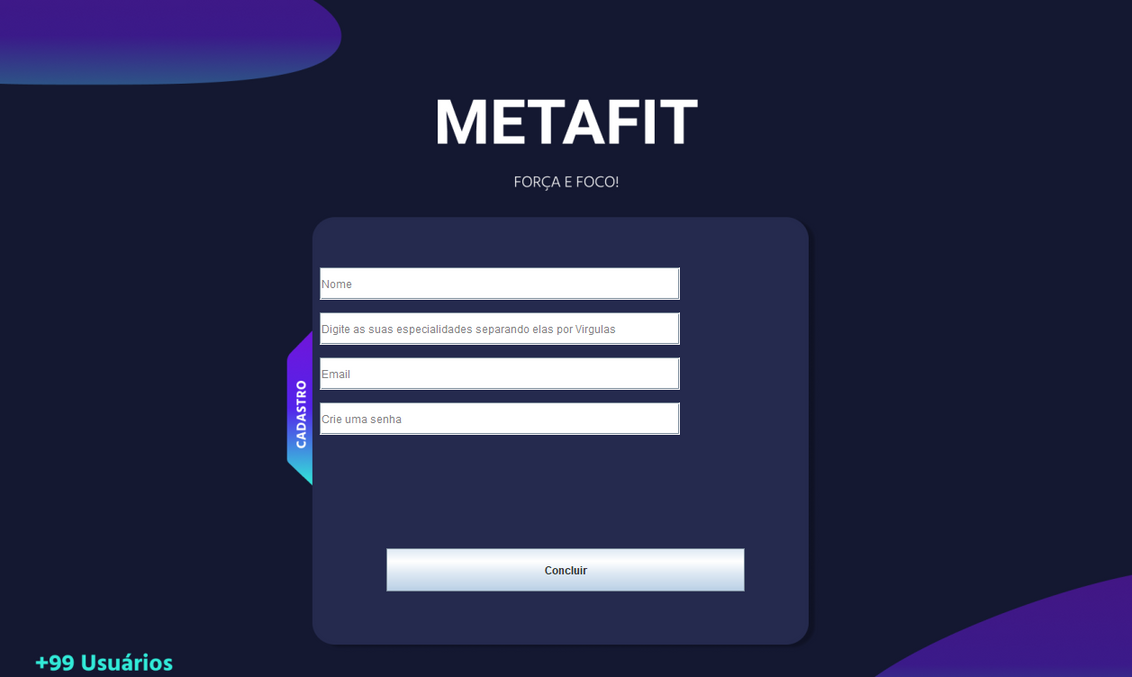 METAFIT
FORÇA E FOCO!
Nome
Digite as suas especialidades separando elas por Virgulas
Email
CADASTRO
Crie uma senha
Concluir
+99 Usuários